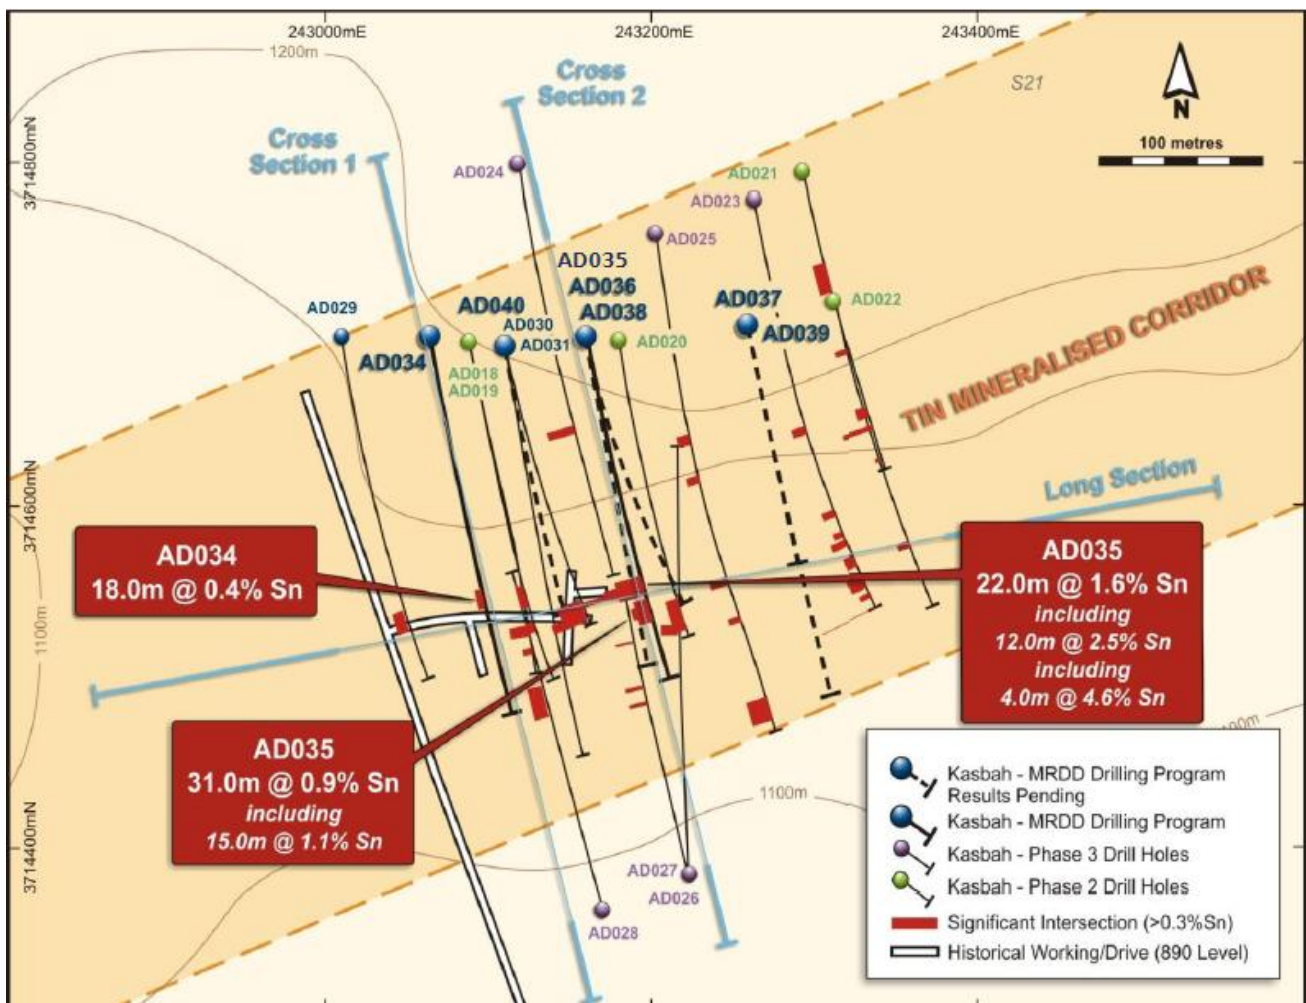 243000mE
243200mE
243400mE
1200m
Cross
Section 2
S21
N
100 metres
Cross
Section 1
3714800mN
AD024
AD021
AD023
AD025
AD035
AD036
AD038
AD037
AD039
AD022
AD029
AD040
AD030
AD031
AD020
AD034
AD018
AD019
TIN MINERALISED CORRIDOR
3714600mN
Long Section
AD034
18.0m @ 0.4% Sn
AD035
22.0m @ 1.6% Sn
including
12.0m @ 2.5% Sn
including
4.0m @ 4.6% Sn
1100m
AD035
31.0m @ 0.9% Sn
including
15.0m @ 1.1% Sn
1100m
3714400mN
AD027
AD026
AD028
Kasbah - MRDD Drilling Program
Results Pending
Kasbah - MRDD Drilling Program
Kasbah - Phase 3 Drill Holes
Kasbah - Phase 2 Drill Holes
Significant Intersection (>0.3%Sn)
Historical Working/Drive (890 Level)